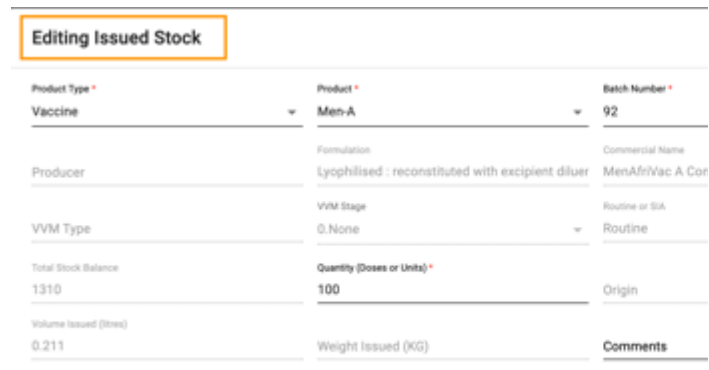 Editing Issued Stock
Product Type * Product * Batch Number *
Vaccine Men-A 92
Formulation Commercial Name
Producer Lyophilised : reconstituted with excipient diluer MenAfriVac A Con
VVM Stage Routine or SIA
VVM Type 0.None Routine
Total Stock Balance Quantity (Doses or Units) *
1310 100 Origin
Volume Issued (litres)
0.211 Weight Issued (KG) Comments